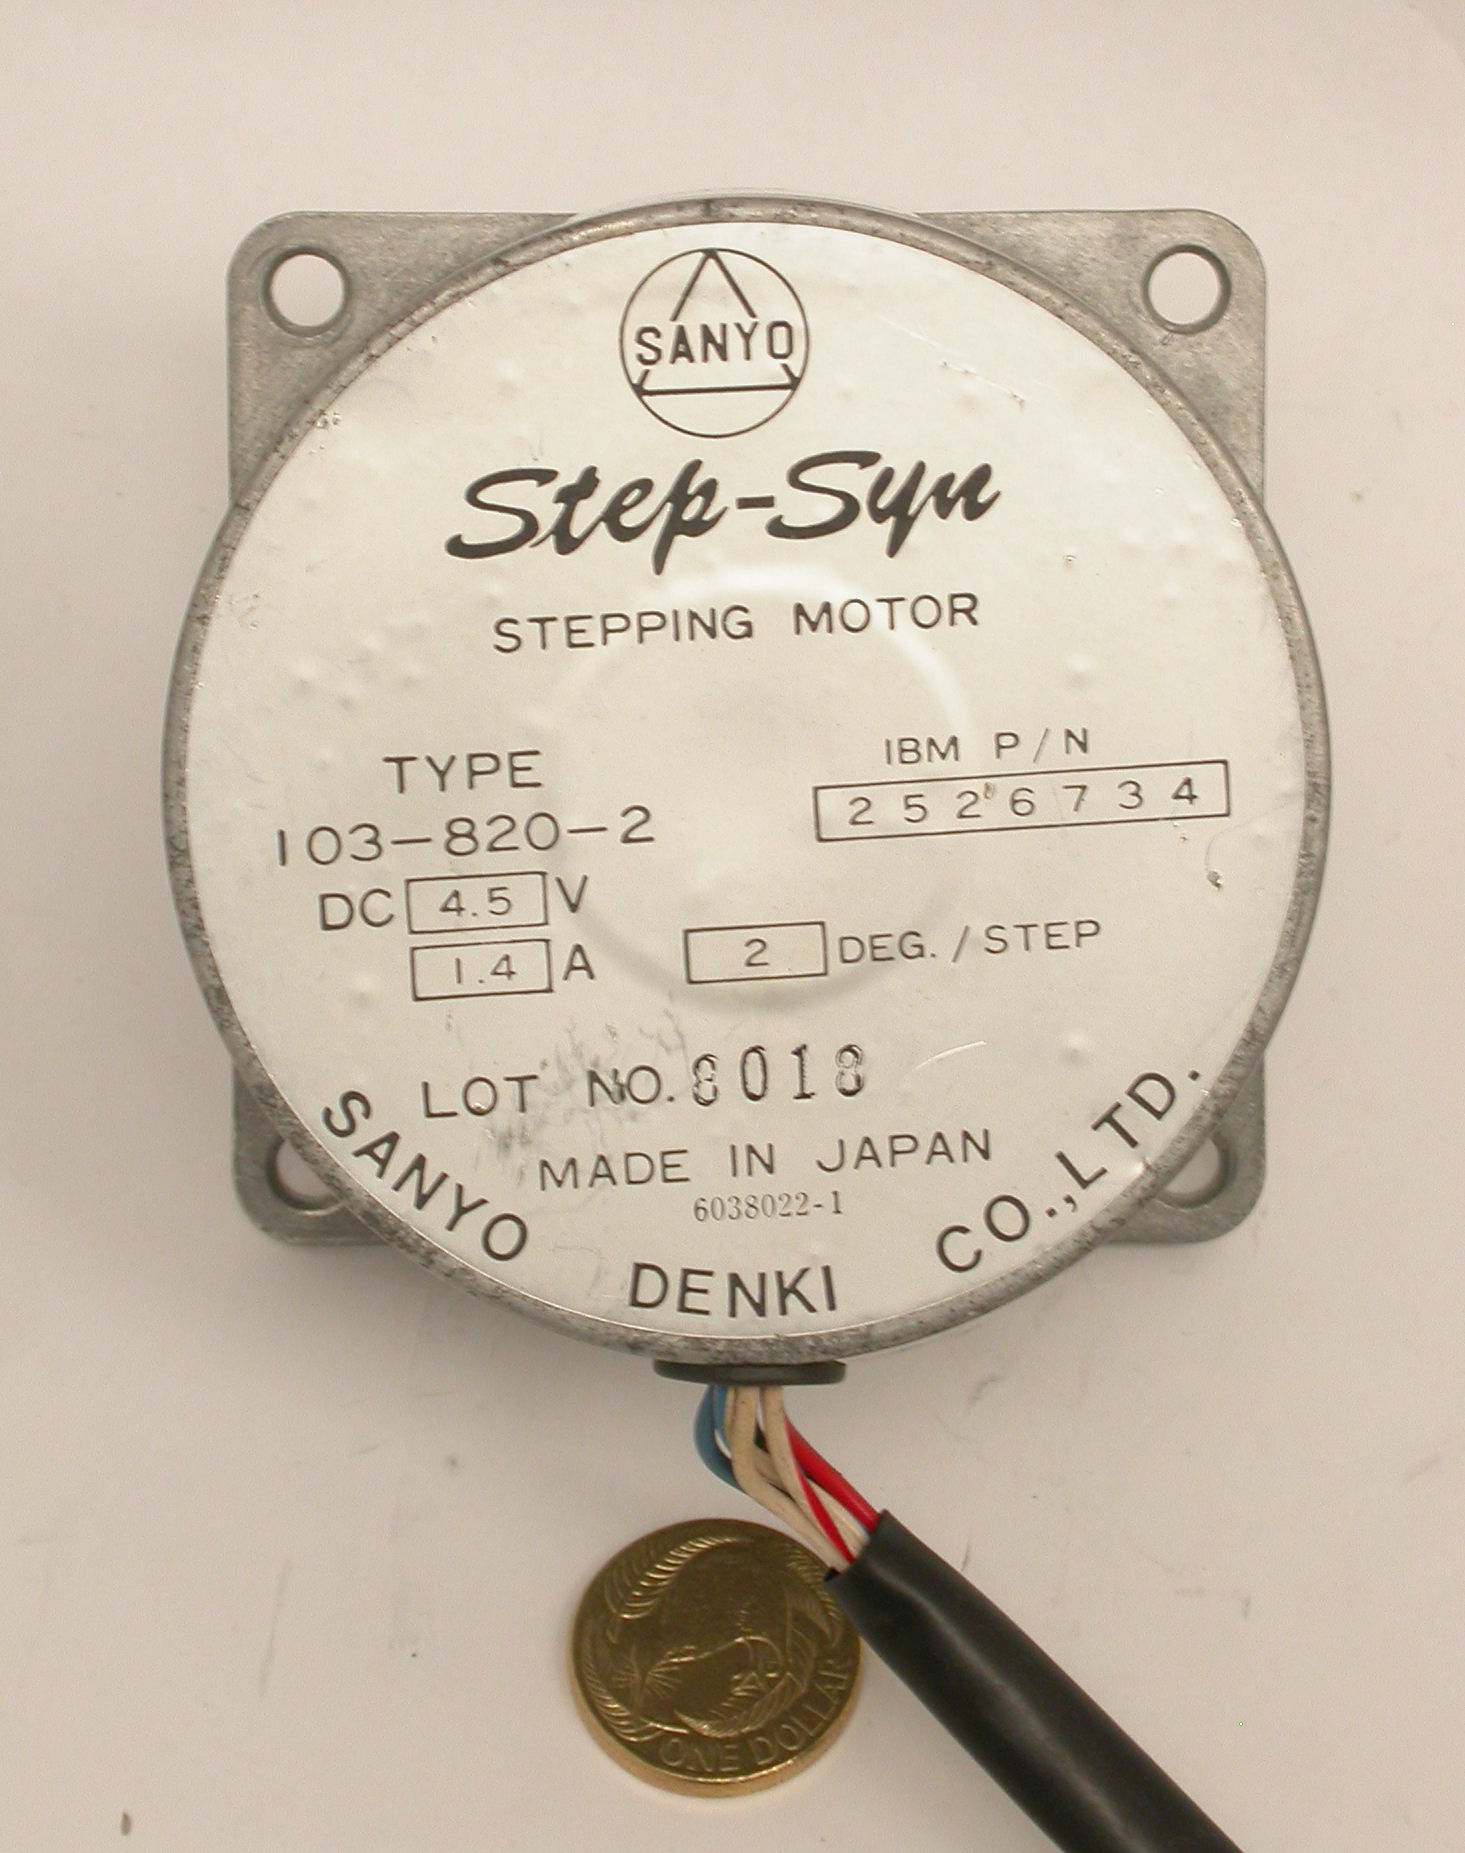 SANYO
Step-Syn
STEPPING MOTOR
TYPE
103-820-2
IBM P/N
2526734
DC 4.5 V
1.4 A
2 DEG./STEP
LOT NO. 8018
MADE IN JAPAN
6038022-1
SANYO DENKI CO.,LTD.
ONE DOLLAR